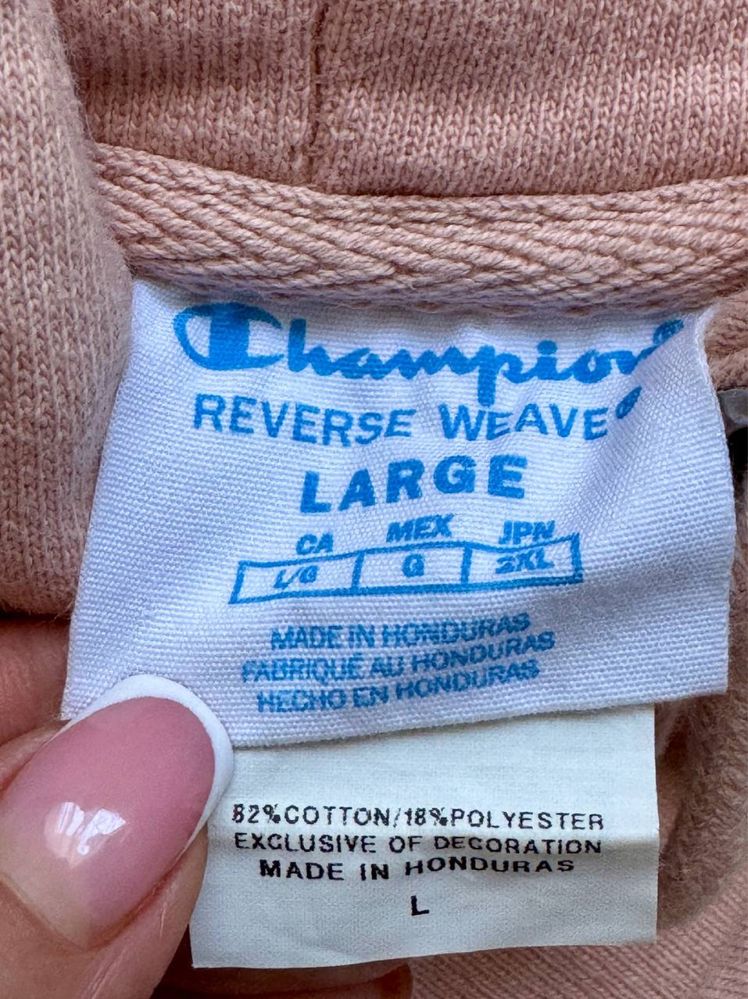 Champion®
REVERSE WEAVE®
LARGE
CA MEX JPN
L/G G 2XL
MADE IN HONDURAS
FABRIQUÉ AU HONDURAS
HECHO EN HONDURAS
82%COTTON/18%POLYESTER
EXCLUSIVE OF DECORATION
MADE IN HONDURAS
L